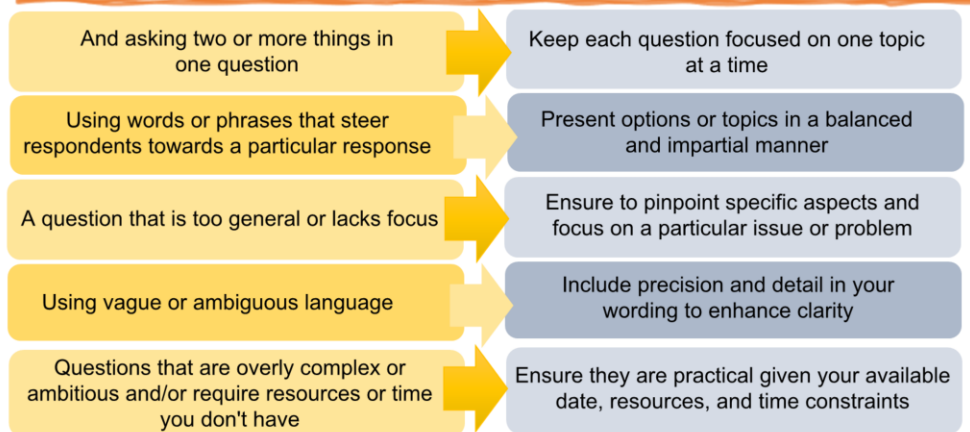 And asking two or more things in
one question
Keep each question focused on one topic
at a time
Using words or phrases that steer
respondents towards a particular response
Present options or topics in a balanced
and impartial manner
A question that is too general or lacks focus
Ensure to pinpoint specific aspects and
focus on a particular issue or problem
Using vague or ambiguous language
Include precision and detail in your
wording to enhance clarity
Questions that are overly complex or
ambitious and/or require resources or time
you don't have
Ensure they are practical given your available
date, resources, and time constraints